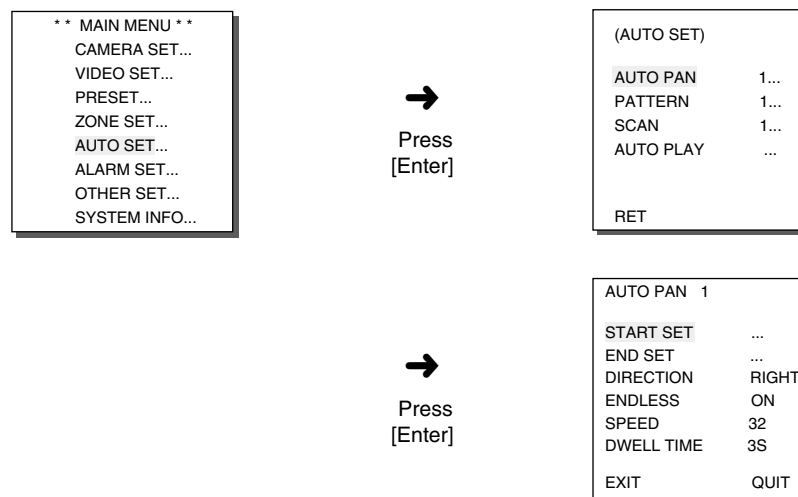 * * MAIN MENU * *
CAMERA SET...
VIDEO SET...
PRESET...
ZONE SET...
AUTO SET...
ALARM SET...
OTHER SET...
SYSTEM INFO...
Press
[Enter]
(AUTO SET)
AUTO PAN 1...
PATTERN 1...
SCAN 1...
AUTO PLAY ...
RET
Press
[Enter]
AUTO PAN 1
START SET ...
END SET ...
DIRECTION RIGHT
ENDLESS ON
SPEED 32
DWELL TIME 3S
EXIT QUIT